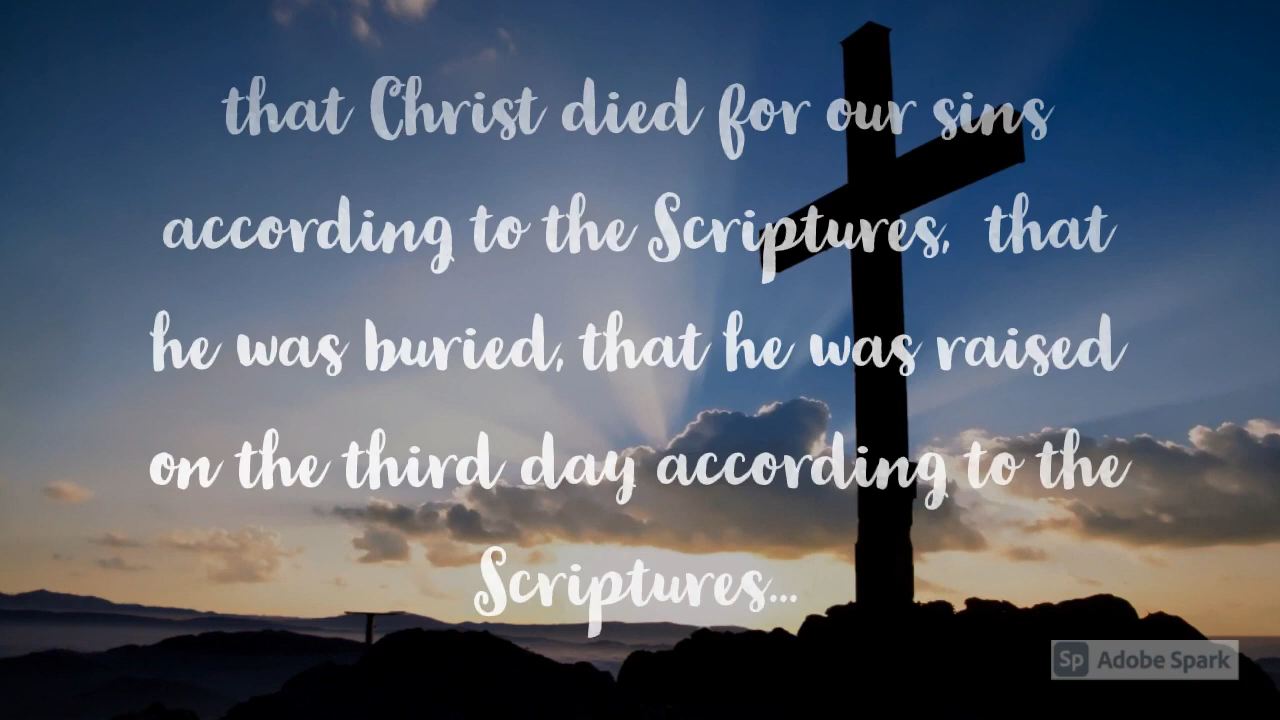 that Christ died for our sins
according to the Scriptures, that
he was buried, that he was raised
on the third day according to the
Scriptures...
Sp Adobe Spark